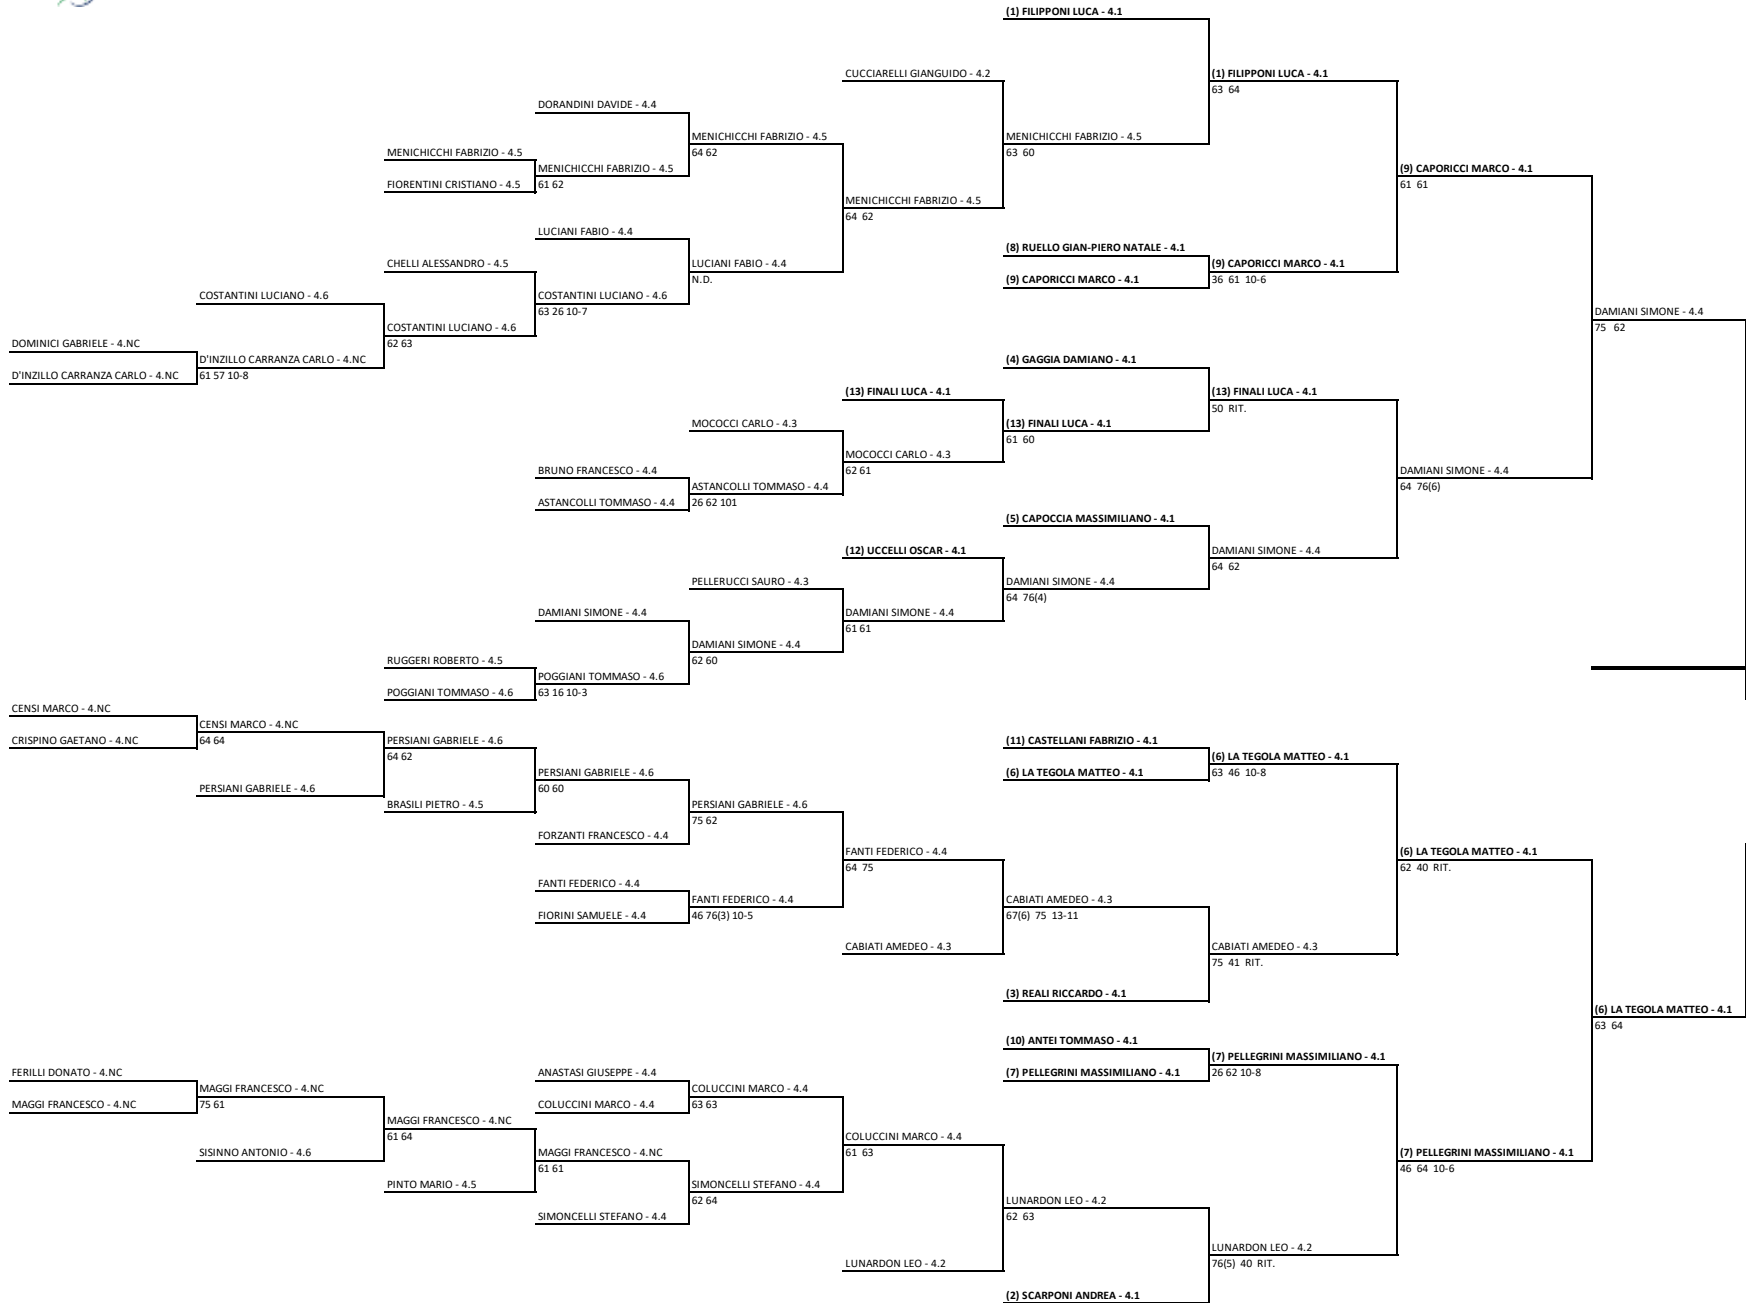 (1) FILIPPONI LUCA - 4.1
CUCCIARELLI GIANGUIDO - 4.2
(1) FILIPPONI LUCA - 4.1
63 64
DORANDINI DAVIDE - 4.4
MENICHICCHI FABRIZIO - 4.5
64 62
MENICHICCHI FABRIZIO - 4.5
63 60
MENICHICCHI FABRIZIO - 4.5
MENICHICCHI FABRIZIO - 4.5
61 62
FIORENTINI CRISTIANO - 4.5
(9) CAPORICCI MARCO - 4.1
61 61
MENICHICCHI FABRIZIO - 4.5
64 62
LUCIANI FABIO - 4.4
(8) RUELLO GIAN-PIERO NATALE - 4.1
CHELLI ALESSANDRO - 4.5
LUCIANI FABIO - 4.4
N.D.
(9) CAPORICCI MARCO - 4.1
36 61 10-6
(9) CAPORICCI MARCO - 4.1
COSTANTINI LUCIANO - 4.6
COSTANTINI LUCIANO - 4.6
63 26 10-7
DAMIANI SIMONE - 4.4
75 62
COSTANTINI LUCIANO - 4.6
62 63
DOMINICI GABRIELE - 4.NC
D'INZILLO CARRANZA CARLO - 4.NC
61 57 10-8
D'INZILLO CARRANZA CARLO - 4.NC
(4) GAGGIA DAMIANO - 4.1
(13) FINALI LUCA - 4.1
(13) FINALI LUCA - 4.1
50 RIT.
MOCOCCI CARLO - 4.3
(13) FINALI LUCA - 4.1
61 60
MOCOCCI CARLO - 4.3
62 61
BRUNO FRANCESCO - 4.4
DAMIANI SIMONE - 4.4
64 76(6)
ASTANCOLLI TOMMASO - 4.4
26 62 101
ASTANCOLLI TOMMASO - 4.4
(5) CAPOCCIA MASSIMILIANO - 4.1
(12) UCCELLI OSCAR - 4.1
DAMIANI SIMONE - 4.4
64 62
PELLERUCCI SAURO - 4.3
DAMIANI SIMONE - 4.4
64 76(4)
DAMIANI SIMONE - 4.4
DAMIANI SIMONE - 4.4
61 61
DAMIANI SIMONE - 4.4
62 60
RUGGERI ROBERTO - 4.5
POGGIANI TOMMASO - 4.6
63 16 10-3
POGGIANI TOMMASO - 4.6
CENSI MARCO - 4.NC
CENSI MARCO - 4.NC
64 64
CRISPINO GAETANO - 4.NC
PERSIANI GABRIELE - 4.6
64 62
(11) CASTELLANI FABRIZIO - 4.1
(6) LA TEGOLA MATTEO - 4.1
63 46 10-8
(6) LA TEGOLA MATTEO - 4.1
PERSIANI GABRIELE - 4.6
60 60
PERSIANI GABRIELE - 4.6
BRASILI PIETRO - 4.5
PERSIANI GABRIELE - 4.6
75 62
FORZANTI FRANCESCO - 4.4
FANTI FEDERICO - 4.4
64 75
(6) LA TEGOLA MATTEO - 4.1
62 40 RIT.
FANTI FEDERICO - 4.4
FANTI FEDERICO - 4.4
46 76(3) 10-5
CABIATI AMEDEO - 4.3
67(6) 75 13-11
FIORINI SAMUELE - 4.4
CABIATI AMEDEO - 4.3
CABIATI AMEDEO - 4.3
75 41 RIT.
(3) REALI RICCARDO - 4.1
(6) LA TEGOLA MATTEO - 4.1
63 64
(10) ANTEI TOMMASO - 4.1
(7) PELLEGRINI MASSIMILIANO - 4.1
26 62 10-8
(7) PELLEGRINI MASSIMILIANO - 4.1
FERILLI DONATO - 4.NC
MAGGI FRANCESCO - 4.NC
75 61
MAGGI FRANCESCO - 4.NC
ANASTASI GIUSEPPE - 4.4
COLUCCINI MARCO - 4.4
63 63
COLUCCINI MARCO - 4.4
MAGGI FRANCESCO - 4.NC
61 64
COLUCCINI MARCO - 4.4
61 63
SISINNO ANTONIO - 4.6
MAGGI FRANCESCO - 4.NC
61 61
(7) PELLEGRINI MASSIMILIANO - 4.1
46 64 10-6
PINTO MARIO - 4.5
SIMONCELLI STEFANO - 4.4
62 64
LUNARDON LEO - 4.2
62 63
SIMONCELLI STEFANO - 4.4
LUNARDON LEO - 4.2
76(5) 40 RIT.
LUNARDON LEO - 4.2
(2) SCARPONI ANDREA - 4.1